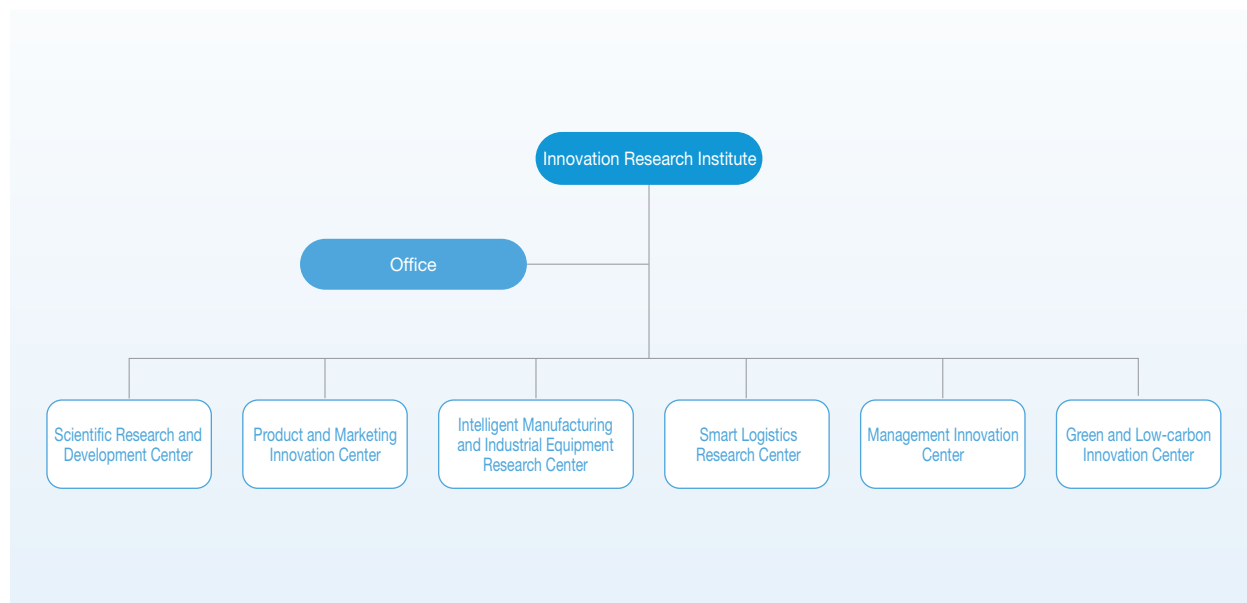 Innovation Research Institute
Office
Scientific Research and
Development Center
Product and Marketing
Innovation Center
Intelligent Manufacturing
and Industrial Equipment
Research Center
Smart Logistics
Research Center
Management Innovation
Center
Green and Low-carbon
Innovation Center